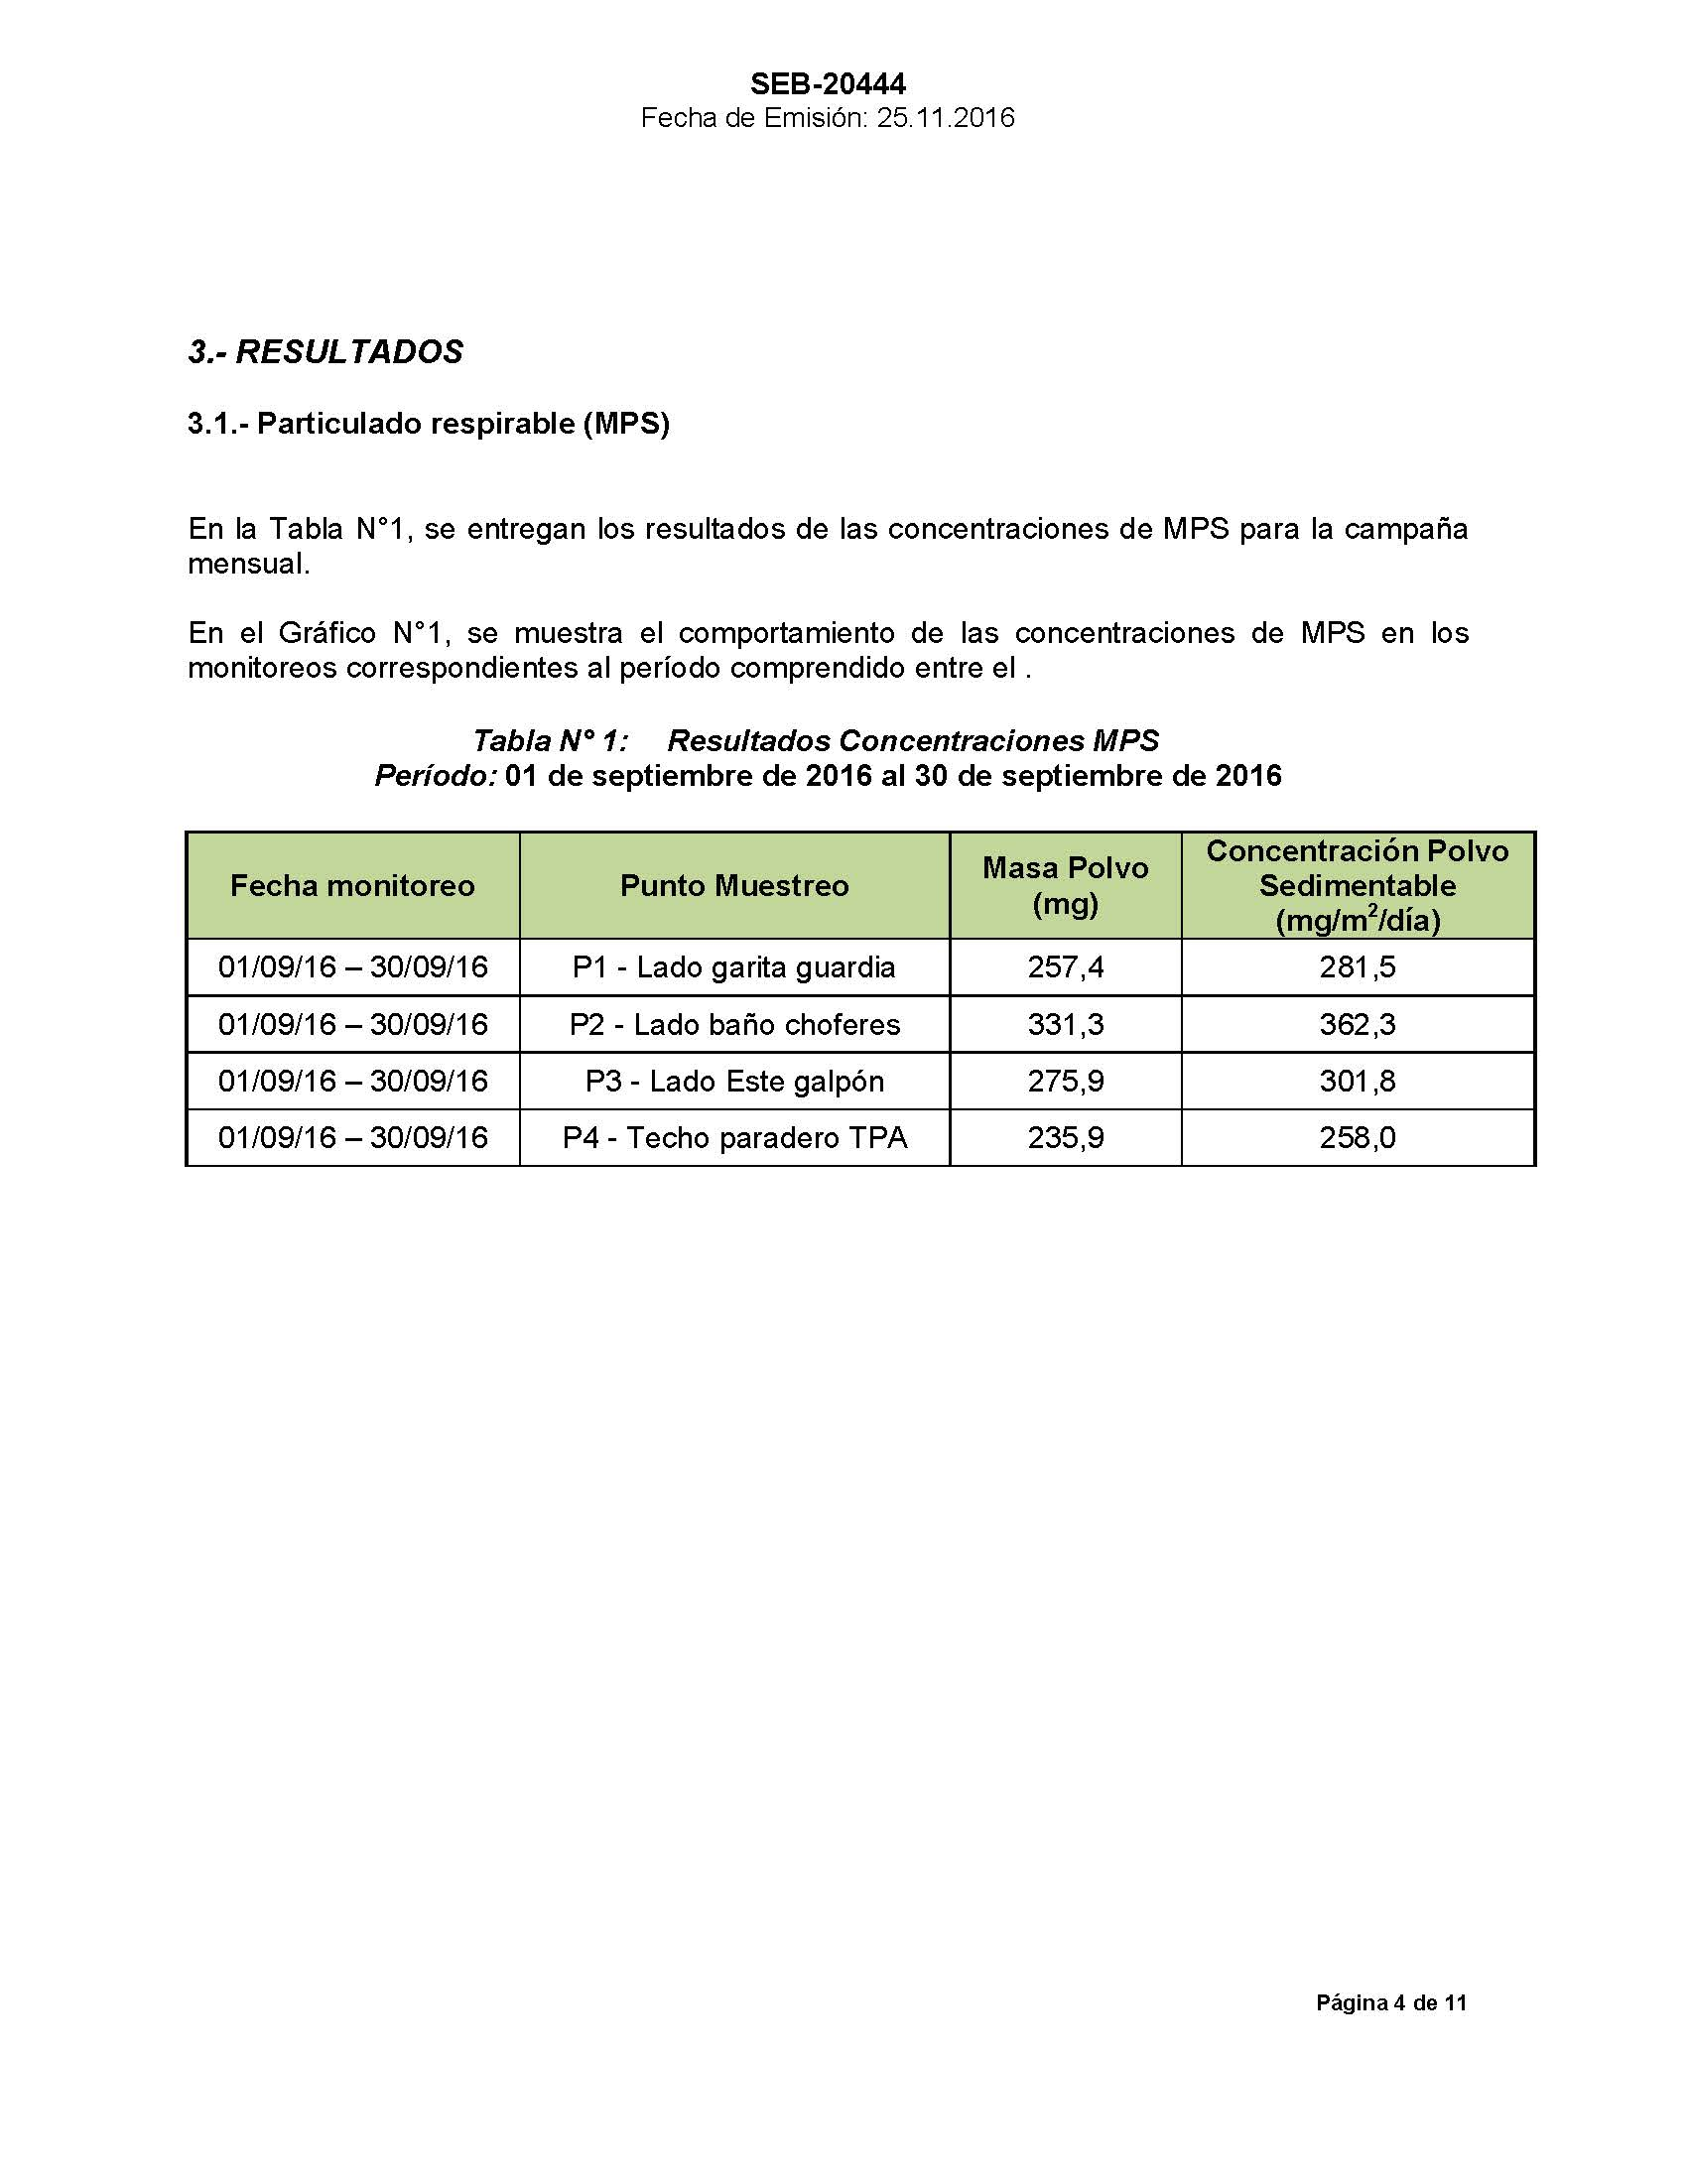 SEB-20444
Fecha de Emisión: 25.11.2016
3.- RESULTADOS
3.1.- Particulado respirable (MPS)
En la Tabla N°1, se entregan los resultados de las concentraciones de MPS para la campaña
mensual.
En el Gráfico N°1, se muestra el comportamiento de las concentraciones de MPS en los
monitoreos correspondientes al período comprendido entre el .
Tabla N° 1: Resultados Concentraciones MPS
Período: 01 de septiembre de 2016 al 30 de septiembre de 2016
Fecha monitoreo Punto Muestreo Masa Polvo (mg) Concentración Polvo Sedimentable (mg/m²/día)
01/09/16 – 30/09/16 P1 - Lado garita guardia 257,4 281,5
01/09/16 – 30/09/16 P2 - Lado baño choferes 331,3 362,3
01/09/16 – 30/09/16 P3 - Lado Este galpón 275,9 301,8
01/09/16 – 30/09/16 P4 - Techo paradero TPA 235,9 258,0
Página 4 de 11